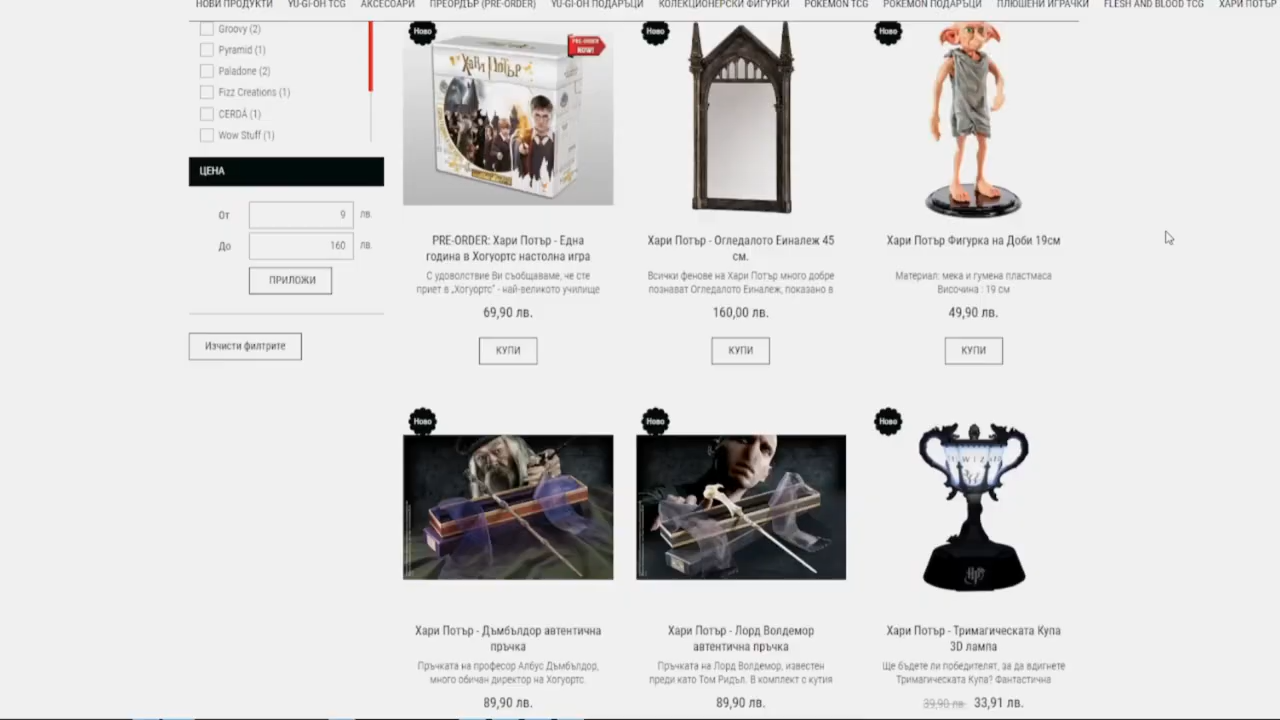 НОВИ ПРОДУКТИ YU-GI-OH TCG АКСЕСОАРИ ПРЕОРДЪР (PRE-ORDER) YU-GI-OH ПОДАРЪЦИ КОЛЕКЦИОНЕРСКИ ФИГУРКИ POKEMON TCG POKEMON ПОДАРЪЦИ ПЛЮШЕНИ ИГРАЧКИ FLESH AND BLOOD TCG ХАРИ ПОТЪР
Groovy (2)
Pyramid (1)
Paladone (2)
Fizz Creations (1)
CERDÁ (1)
Wow Stuff (1)
ЦЕНА
От 9 лв.
До 160 лв.
ПРИЛОЖИ
Изчисти филтрите
Ново
PRE-ORDER
NOW!
Хари Потър
PRE-ORDER: Хари Потър - Една
година в Хогуортс настолна игра
С удоволствие Ви съобщаваме, че сте
приет в „Хогуортс" - най-великото училище
69,90 лв.
КУПИ
Ново
Хари Потър - Огледалото Еиналеж 45
см.
Всички фенове на Хари Потър много добре
познават Огледалото Еиналеж, показано в
160,00 лв.
КУПИ
Ново
Хари Потър Фигурка на Доби 19см
Материал: мека и гумена пластмаса
Височина : 19 см
49,90 лв.
КУПИ
Ново
Хари Потър - Дъмбълдор автентична
пръчка
Пръчката на професор Албус Дъмбълдор,
много обичан директор на Хогуортс.
89,90 лв.
Ново
Хари Потър - Лорд Волдемор
автентична пръчка
Пръчката на Лорд Волдемор, известен
преди като Том Ридъл. В комплект с кутия
89,90 лв.
Ново
Хари Потър - Тримагическата Купа
3D лампа
Ще бъдете ли победителят, за да вдигнете
Тримагическата Купа? Фантастична
39,90 лв. 33,91 лв.